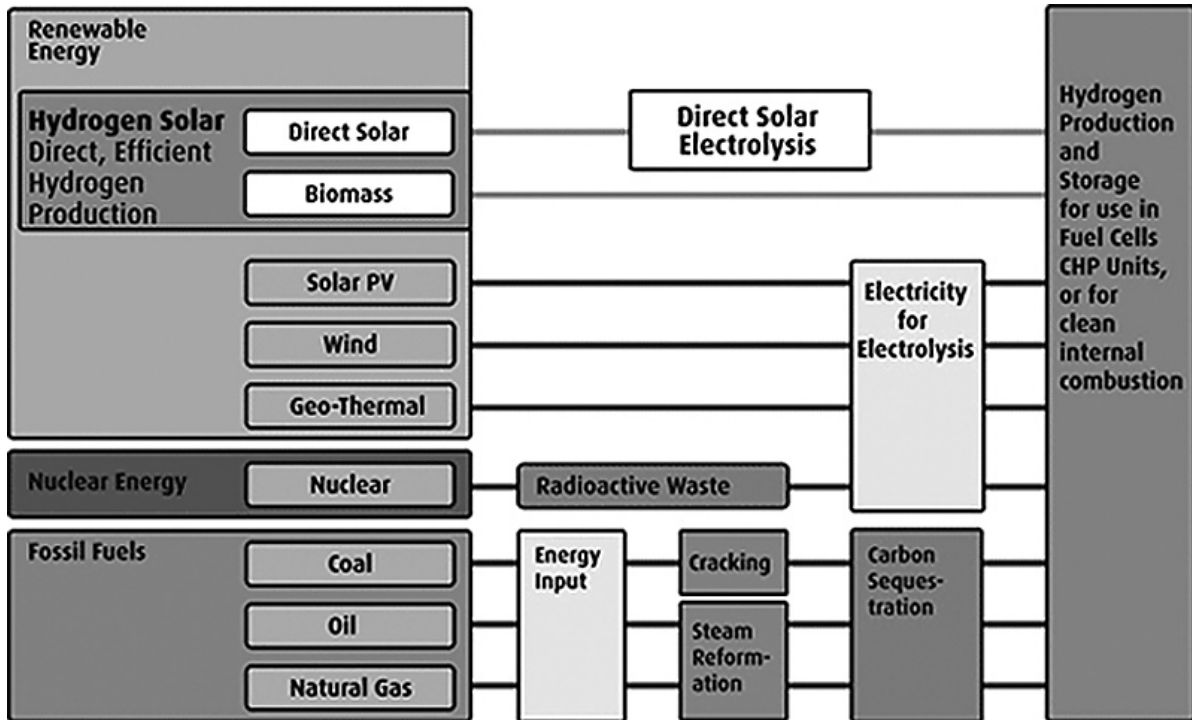 Renewable
Energy
Hydrogen Solar
Direct, Efficient
Hydrogen
Production
Direct Solar
Biomass
Solar PV
Wind
Geo-Thermal
Direct Solar
Electrolysis
Electricity
for
Electrolysis
Nuclear Energy
Nuclear
Radioactive Waste
Fossil Fuels
Coal
Oil
Natural Gas
Energy
Input
Cracking
Steam
Reform-
ation
Carbon
Seques-
tration
Hydrogen
Production
and
Storage
for use in
Fuel Cells
CHP Units,
or for
clean
internal
combustion